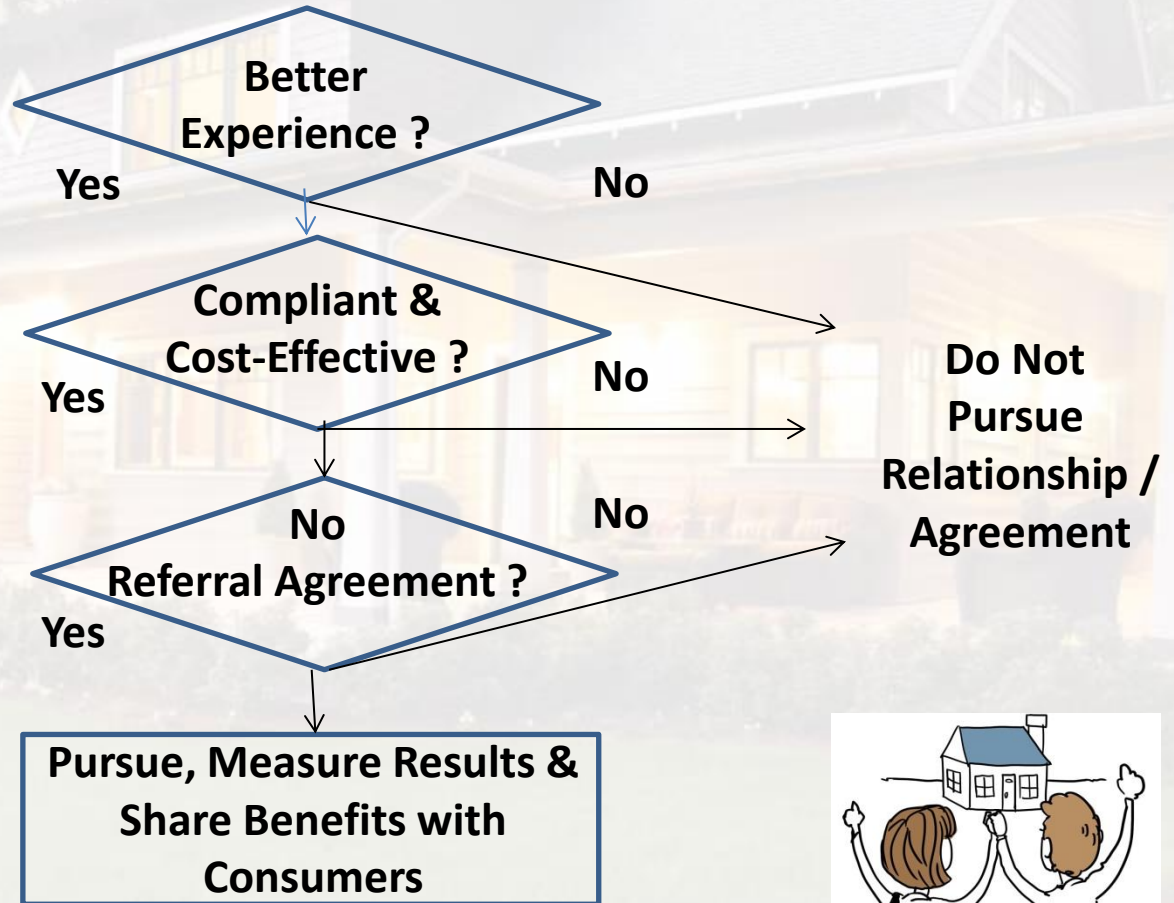 Better
Experience ?
Yes
No
Compliant &
Cost-Effective ?
Yes
No
Do Not
Pursue
Relationship /
Agreement
No
Referral Agreement ?
Yes
No
Pursue, Measure Results &
Share Benefits with
Consumers